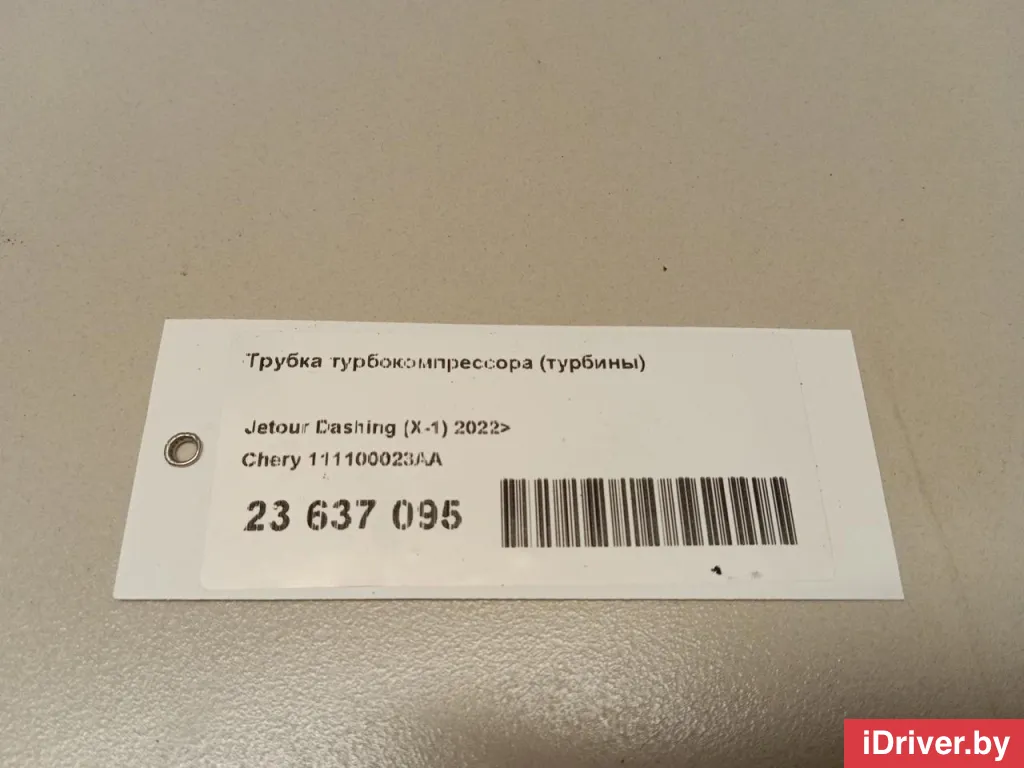 Трубка турбокомпрессора (турбины)
Jetour Dashing (X-1) 2022>
Chery 111100023AA
23 637 095
iDriver.by